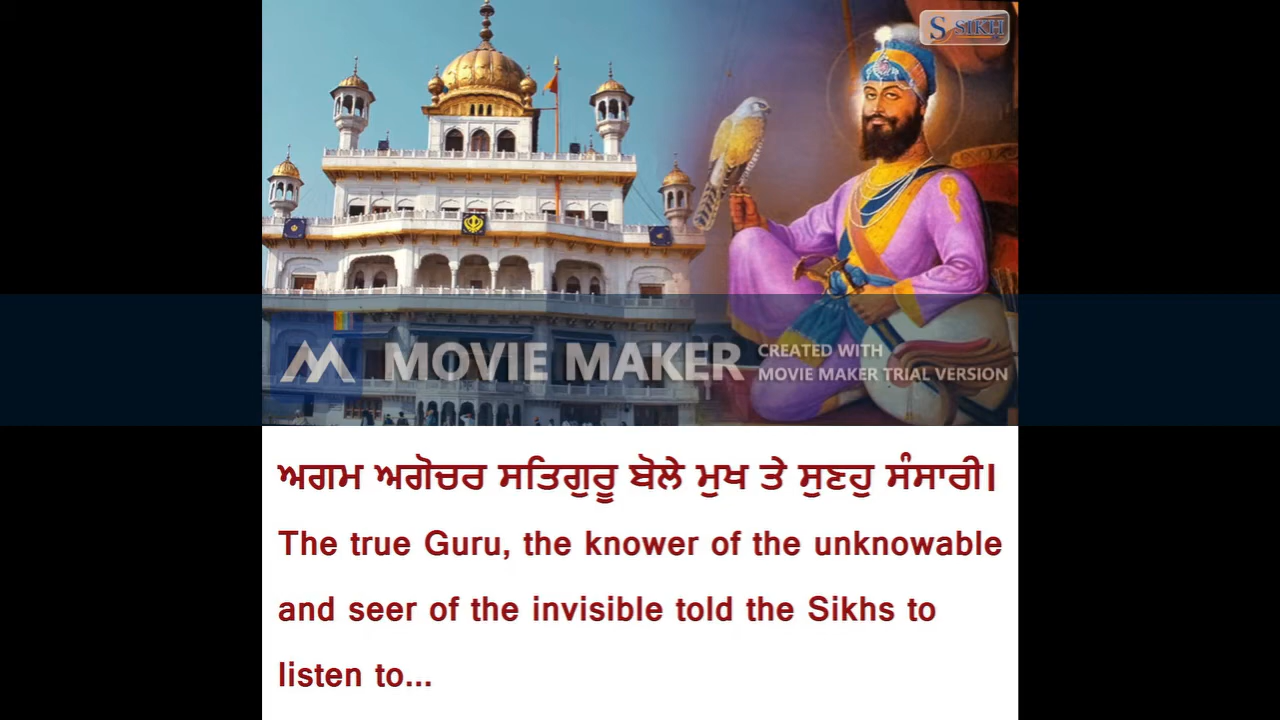 S SIKH
MOVIE MAKER
CREATED WITH
MOVIE MAKER TRIAL VERSION
ਅਗਮ ਅਗੋਚਰ ਸਤਿਗੁਰੂ ਬੋਲੇ ਮੁਖ ਤੇ ਸੁਣਹੁ ਸੰਸਾਰੀ।
The true Guru, the knower of the unknowable
and seer of the invisible told the Sikhs to
listen to...